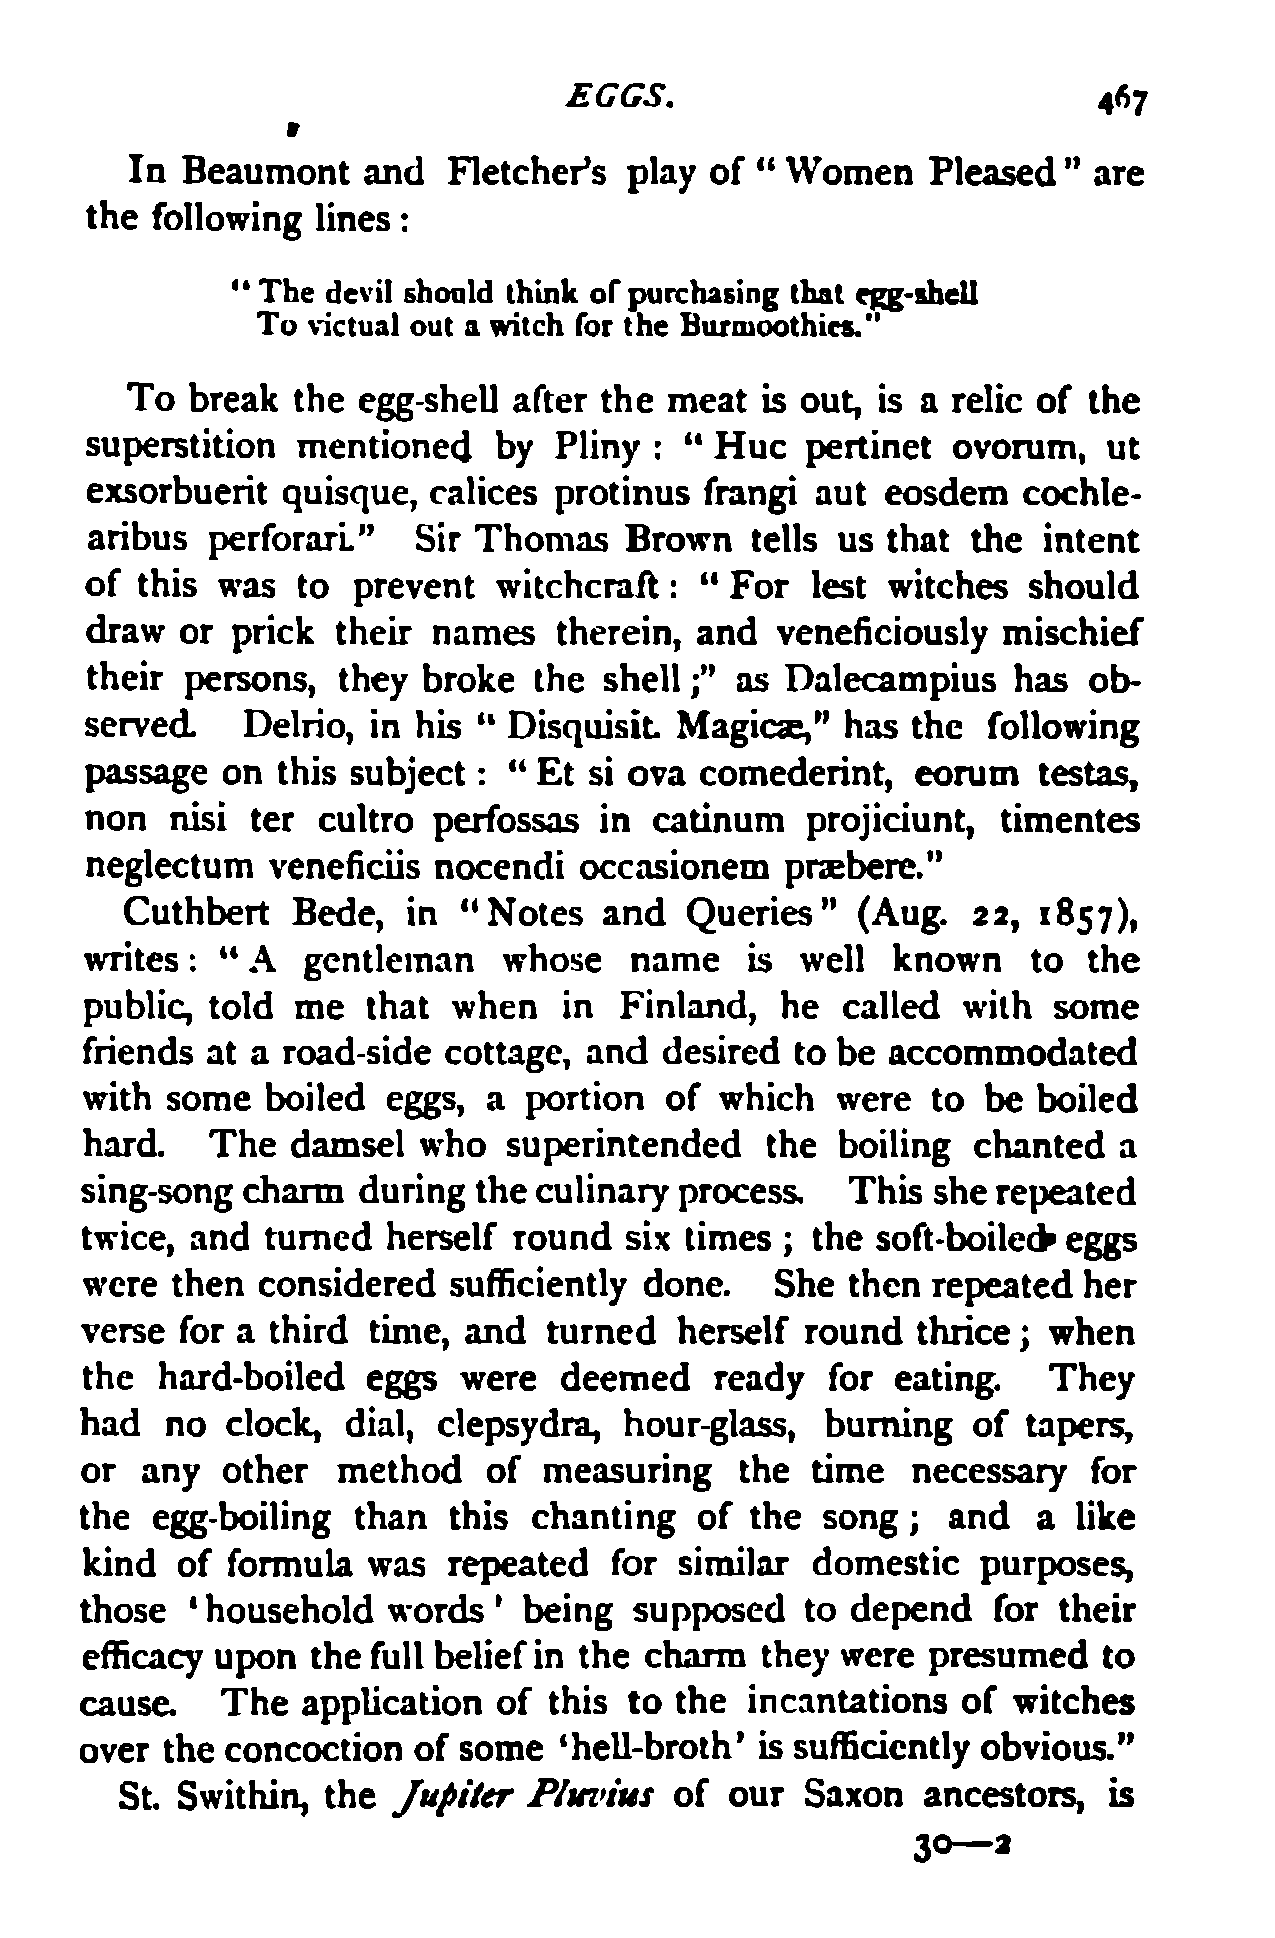 EGGS. 467
In Beaumont and Fletcher's play of " Women Pleased " are
the following lines :
" The devil should think of purchasing that egg-shell
To victual out a witch for the Burmoothies."
To break the egg-shell after the meat is out, is a relic of the
superstition mentioned by Pliny : " Huc pertinet ovorum, ut
exsorbuerit quisque, calices protinus frangi aut eosdem cochle-
aribus perforari." Sir Thomas Brown tells us that the intent
of this was to prevent witchcraft : " For lest witches should
draw or prick their names therein, and veneficiously mischief
their persons, they broke the shell ;" as Dalecampius has ob-
served. Delrio, in his " Disquisit. Magicæ," has the following
passage on this subject : " Et si ova comederint, eorum testas,
non nisi ter cultro perfossas in catinum projiciunt, timentes
neglectum veneficiis nocendi occasionem præbere."
Cuthbert Bede, in " Notes and Queries " (Aug. 22, 1857),
writes : " A gentleman whose name is well known to the
public, told me that when in Finland, he called with some
friends at a road-side cottage, and desired to be accommodated
with some boiled eggs, a portion of which were to be boiled
hard. The damsel who superintended the boiling chanted a
sing-song charm during the culinary process. This she repeated
twice, and turned herself round six times ; the soft-boiled eggs
were then considered sufficiently done. She then repeated her
verse for a third time, and turned herself round thrice ; when
the hard-boiled eggs were deemed ready for eating. They
had no clock, dial, clepsydra, hour-glass, burning of tapers,
or any other method of measuring the time necessary for
the egg-boiling than this chanting of the song ; and a like
kind of formula was repeated for similar domestic purposes,
those ' household words ' being supposed to depend for their
efficacy upon the full belief in the charm they were presumed to
cause. The application of this to the incantations of witches
over the concoction of some 'hell-broth' is sufficiently obvious."
St. Swithin, the Jupiter Pluvius of our Saxon ancestors, is
30—2